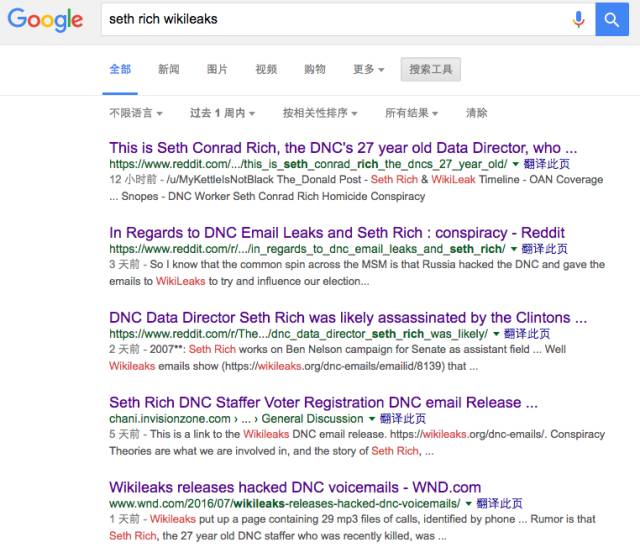 Google seth rich wikileaks
全部 新闻 图片 视频 购物 更多 搜索工具
不限语言 过去 1 周内 按相关性排序 所有结果 清除
This is Seth Conrad Rich, the DNC's 27 year old Data Director, who ...
https://www.reddit.com/.../this_is_seth_conrad_rich_the_dncs_27_year_old/ 翻译此页
12 小时前 - /u/MyKettleIsNotBlack The_Donald Post - Seth Rich & WikiLeak Timeline - OAN Coverage
... Snopes - DNC Worker Seth Conrad Rich Homicide Conspiracy
In Regards to DNC Email Leaks and Seth Rich : conspiracy - Reddit
https://www.reddit.com/r/.../in_regards_to_dnc_email_leaks_and_seth_rich/ 翻译此页
3 天前 - So I know that the common spin across the MSM is that Russia hacked the DNC and gave the
emails to WikiLeaks to try and influence our election...
DNC Data Director Seth Rich was likely assassinated by the Clintons ...
https://www.reddit.com/r/The.../dnc_data_director_seth_rich_was_likely/ 翻译此页
2 天前 - 2007**: Seth Rich works on Ben Nelson campaign for Senate as assistant field ... Well
Wikileaks emails show (https://wikileaks.org/dnc-emails/emailid/8139) that ...
Seth Rich DNC Staffer Voter Registration DNC email Release ...
chani.invisionzone.com › ... › General Discussion 翻译此页
5 天前 - This is a link to the Wikileaks DNC email release. https://wikileaks.org/dnc-emails/. Conspiracy
Theories are what we are involved in, and the story of Seth Rich, ...
Wikileaks releases hacked DNC voicemails - WND.com
www.wnd.com/2016/07/wikileaks-releases-hacked-dnc-voicemails/ 翻译此页
1 天前 - Wikileaks put up a page containing 29 mp3 files of calls, identified by phone ... Rumor is that
Seth Rich, the 27 year old DNC staffer who was recently killed, was ...